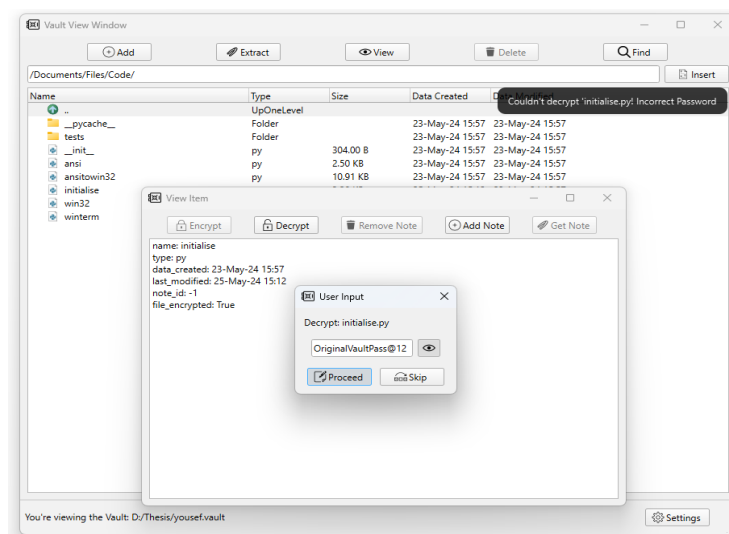 Vault View Window
Add Extract View Delete Find
/Documents/Files/Code/ Insert
Name Type Size Data Created
Couldn't decrypt 'initialise.py! Incorrect Password
.. UpOneLevel
__pycache__ Folder 23-May-24 15:57 23-May-24 15:57
tests Folder 23-May-24 15:57 23-May-24 15:57
__init__ py 304.00 B 23-May-24 15:57 23-May-24 15:57
ansi py 2.50 KB 23-May-24 15:57 23-May-24 15:57
ansitowin32 py 10.91 KB 23-May-24 15:57 23-May-24 15:57
initialise
win32
winterm
View Item
Encrypt Decrypt Remove Note Add Note Get Note
name: initialise
type: py
data_created: 23-May-24 15:57
last_modified: 25-May-24 15:12
note_id: -1
file_encrypted: True
User Input
Decrypt: initialise.py
OriginalVaultPass@12
Proceed Skip
You're viewing the Vault: D:/Thesis/yousef.vault Settings